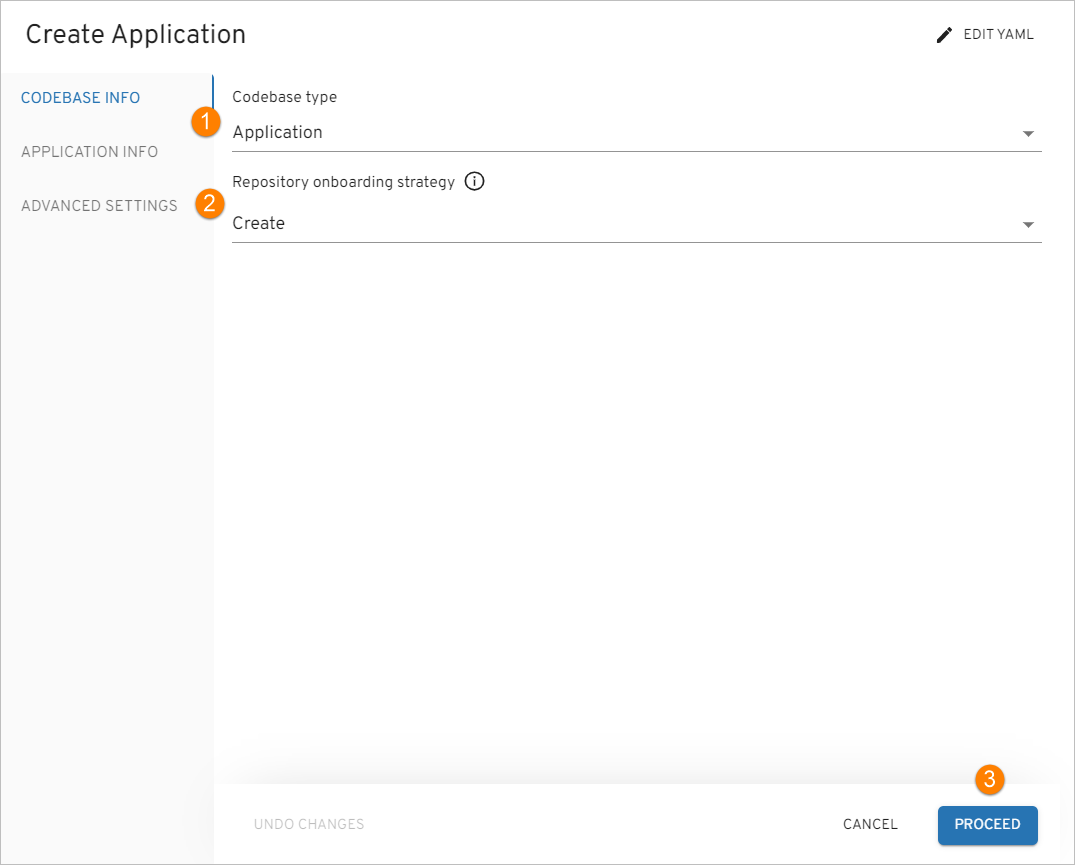 Create Application
EDIT YAML
CODEBASE INFO
APPLICATION INFO
ADVANCED SETTINGS
Codebase type
1
Application
Repository onboarding strategy
2
Create
3
UNDO CHANGES
CANCEL
PROCEED